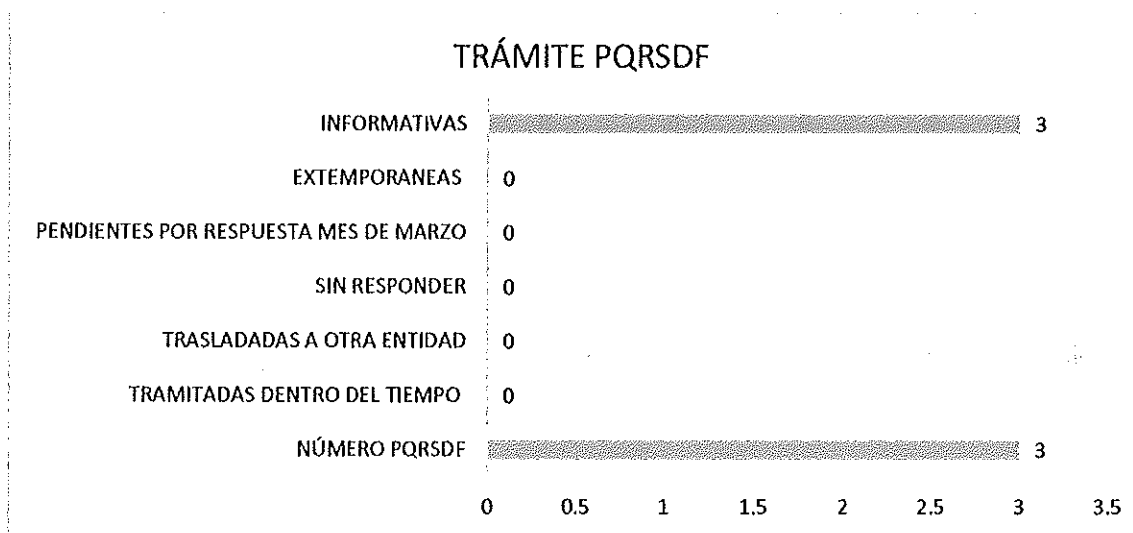 TRÁMITE PQRSDF
INFORMATIVAS 3
EXTEMPORANEAS 0
PENDIENTES POR RESPUESTA MES DE MARZO 0
SIN RESPONDER 0
TRASLADADAS A OTRA ENTIDAD 0
TRAMITADAS DENTRO DEL TIEMPO 0
NÚMERO PQRSDF 3
0 0.5 1 1.5 2 2.5 3 3.5